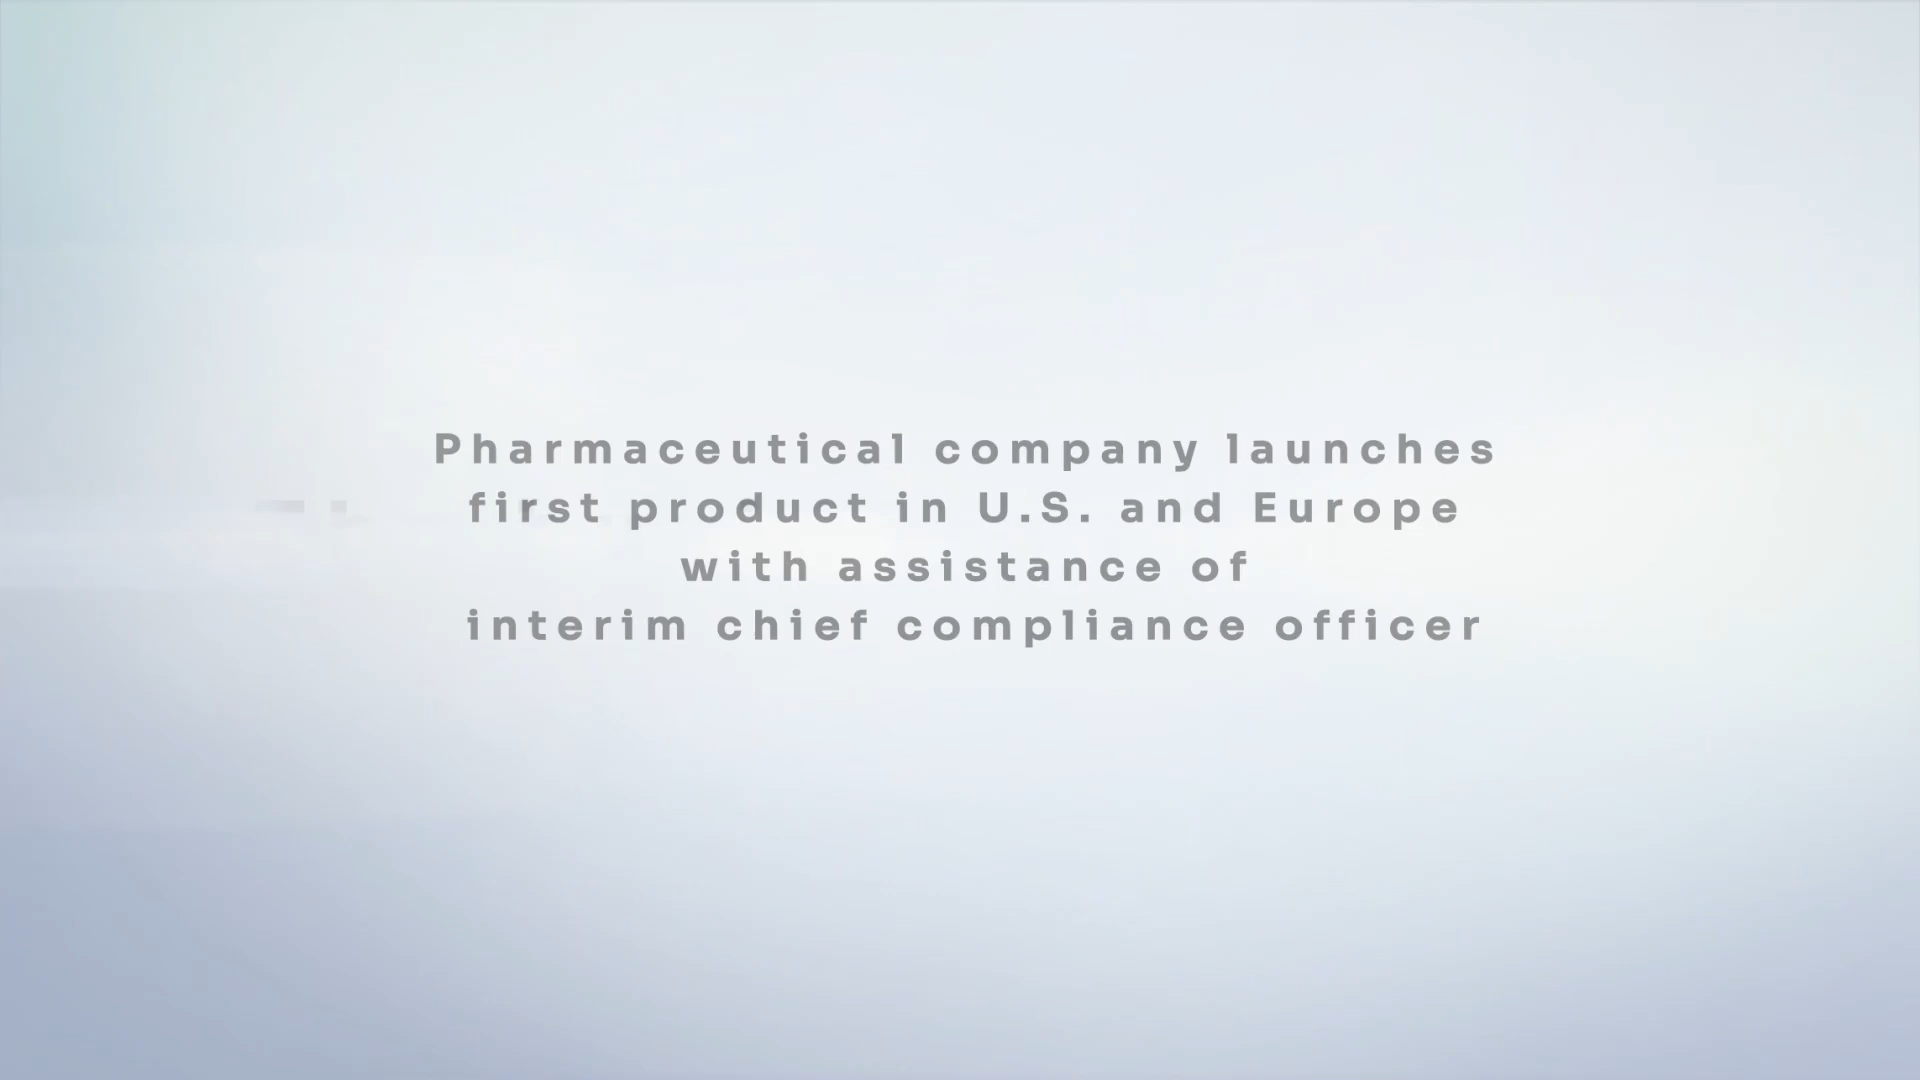 Pharmaceutical company launches
first product in U.S. and Europe
with assistance of
interim chief compliance officer